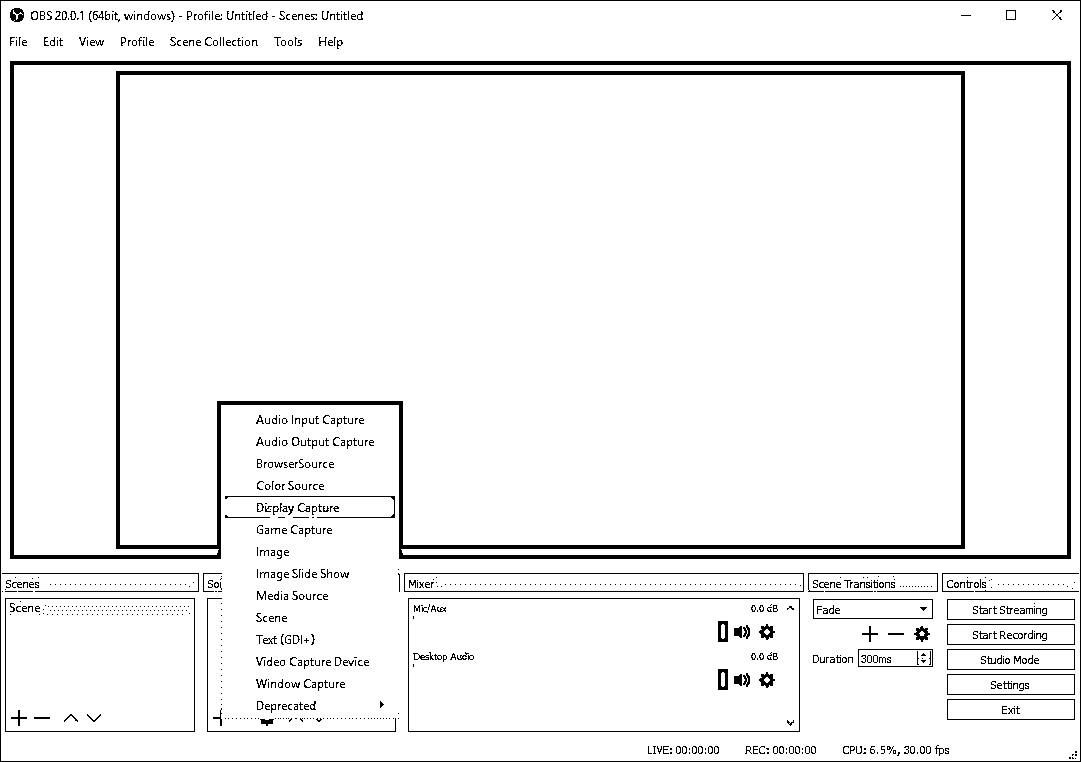 OBS 20.0.1 (64bit, windows) - Profile: Untitled - Scenes: Untitled
File Edit View Profile Scene Collection Tools Help
Audio Input Capture
Audio Output Capture
BrowserSource
Color Source
Display Capture
Game Capture
Image
Image Slide Show
Media Source
Scene
Text (GDI+)
Video Capture Device
Window Capture
Deprecated
Scenes
Scene
Mixer
Mic/Aux 0.0 dB
Desktop Audio 0.0 dB
Scene Transitions
Fade
Duration 300ms
Controls
Start Streaming
Start Recording
Studio Mode
Settings
Exit
LIVE: 00:00:00 REC: 00:00:00 CPU: 6.5%, 30.00 fps